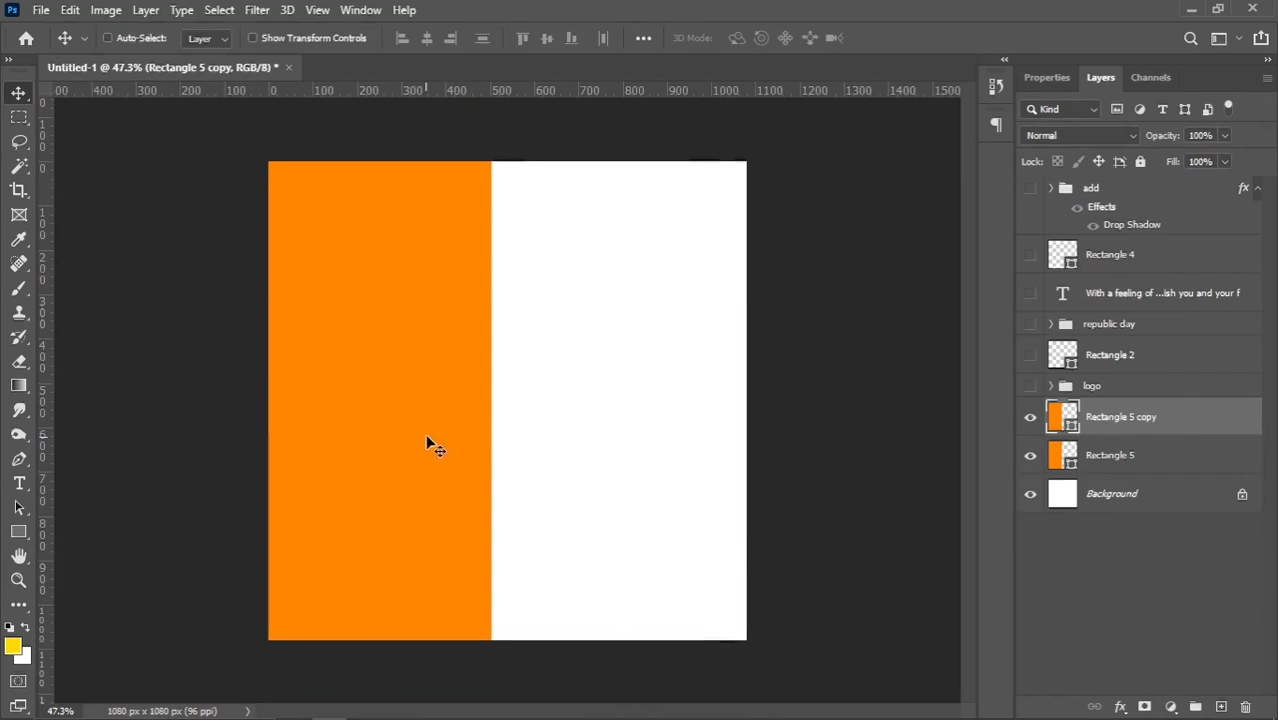 Ps File Edit Image Layer Type Select Filter 3D View Window Help
Auto-Select: Layer Show Transform Controls 3D Mode:
Untitled-1 @ 47.3% (Rectangle 5 copy, RGB/8) *
Properties Layers Channels
00 400 300 200 100 0 100 200 300 400 500 600 700 800 900 1000 1100 1200 1300 1400 1500
Kind
Normal Opacity: 100%
Lock: Fill: 100%
add fx
Effects
Drop Shadow
Rectangle 4
With a feeling of ...ish you and your f
republic day
Rectangle 2
logo
Rectangle 5 copy
Rectangle 5
Background
47.3% 1080 px x 1080 px (96 ppi)